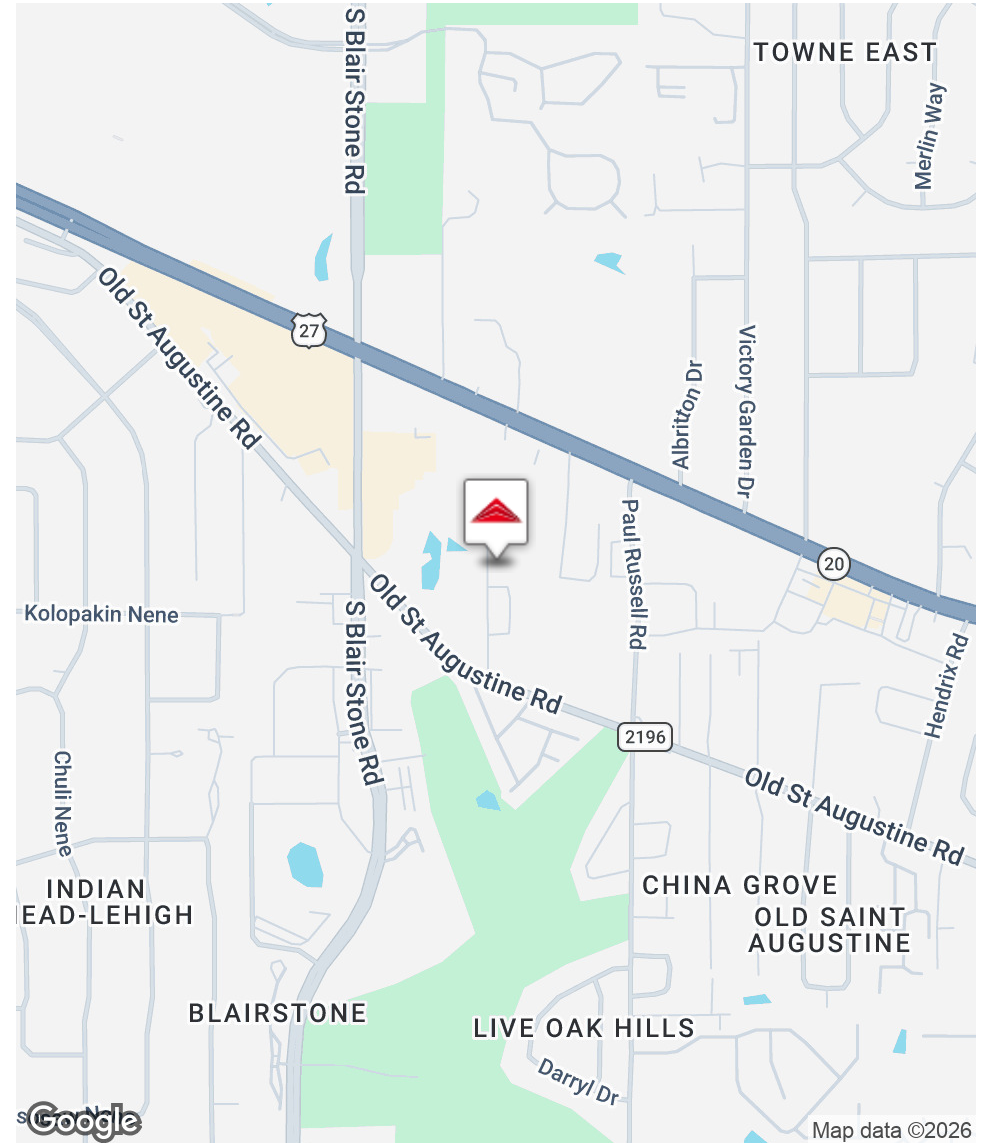 S Blair Stone Rd
TOWNE EAST
Merlin Way
Old St Augustine Rd
27
Albritton Dr
Victory Garden Dr
Paul Russell Rd
20
Kolopakin Nene
S Blair Stone Rd
Old St Augustine Rd
Hendrix Rd
2196
Chuli Nene
Old St Augustine Rd
INDIAN
EAD-LEHIGH
CHINA GROVE
OLD SAINT
AUGUSTINE
BLAIRSTONE
LIVE OAK HILLS
Darryl Dr
Google
Map data ©2026